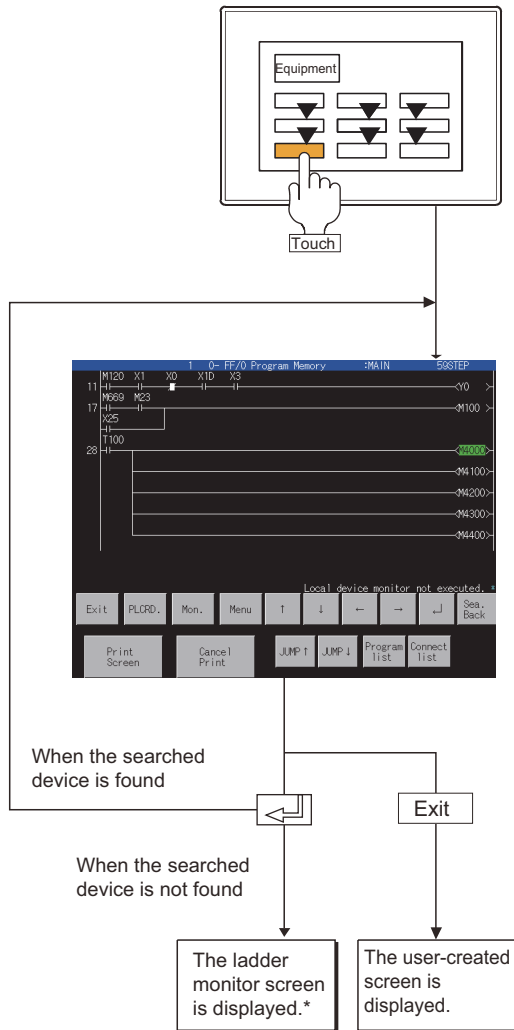 Equipment
Touch
1 0- FF/0 Program Memory :MAIN 59STEP
M120 X1 X0 X1D X3
11 Y0
M669 M23
17 M100
X25
T100
28 M4000
M4100
M4200
M4300
M4400
Local device monitor not executed. *
Exit PLCRD. Mon. Menu ↑ ↓ ← → ↵ Sea. Back
Print Screen Cancel Print JUMP↑ JUMP↓ Program list Connect list
When the searched
device is found
Exit
When the searched
device is not found
The ladder
monitor screen
is displayed.*
The user-created
screen is
displayed.